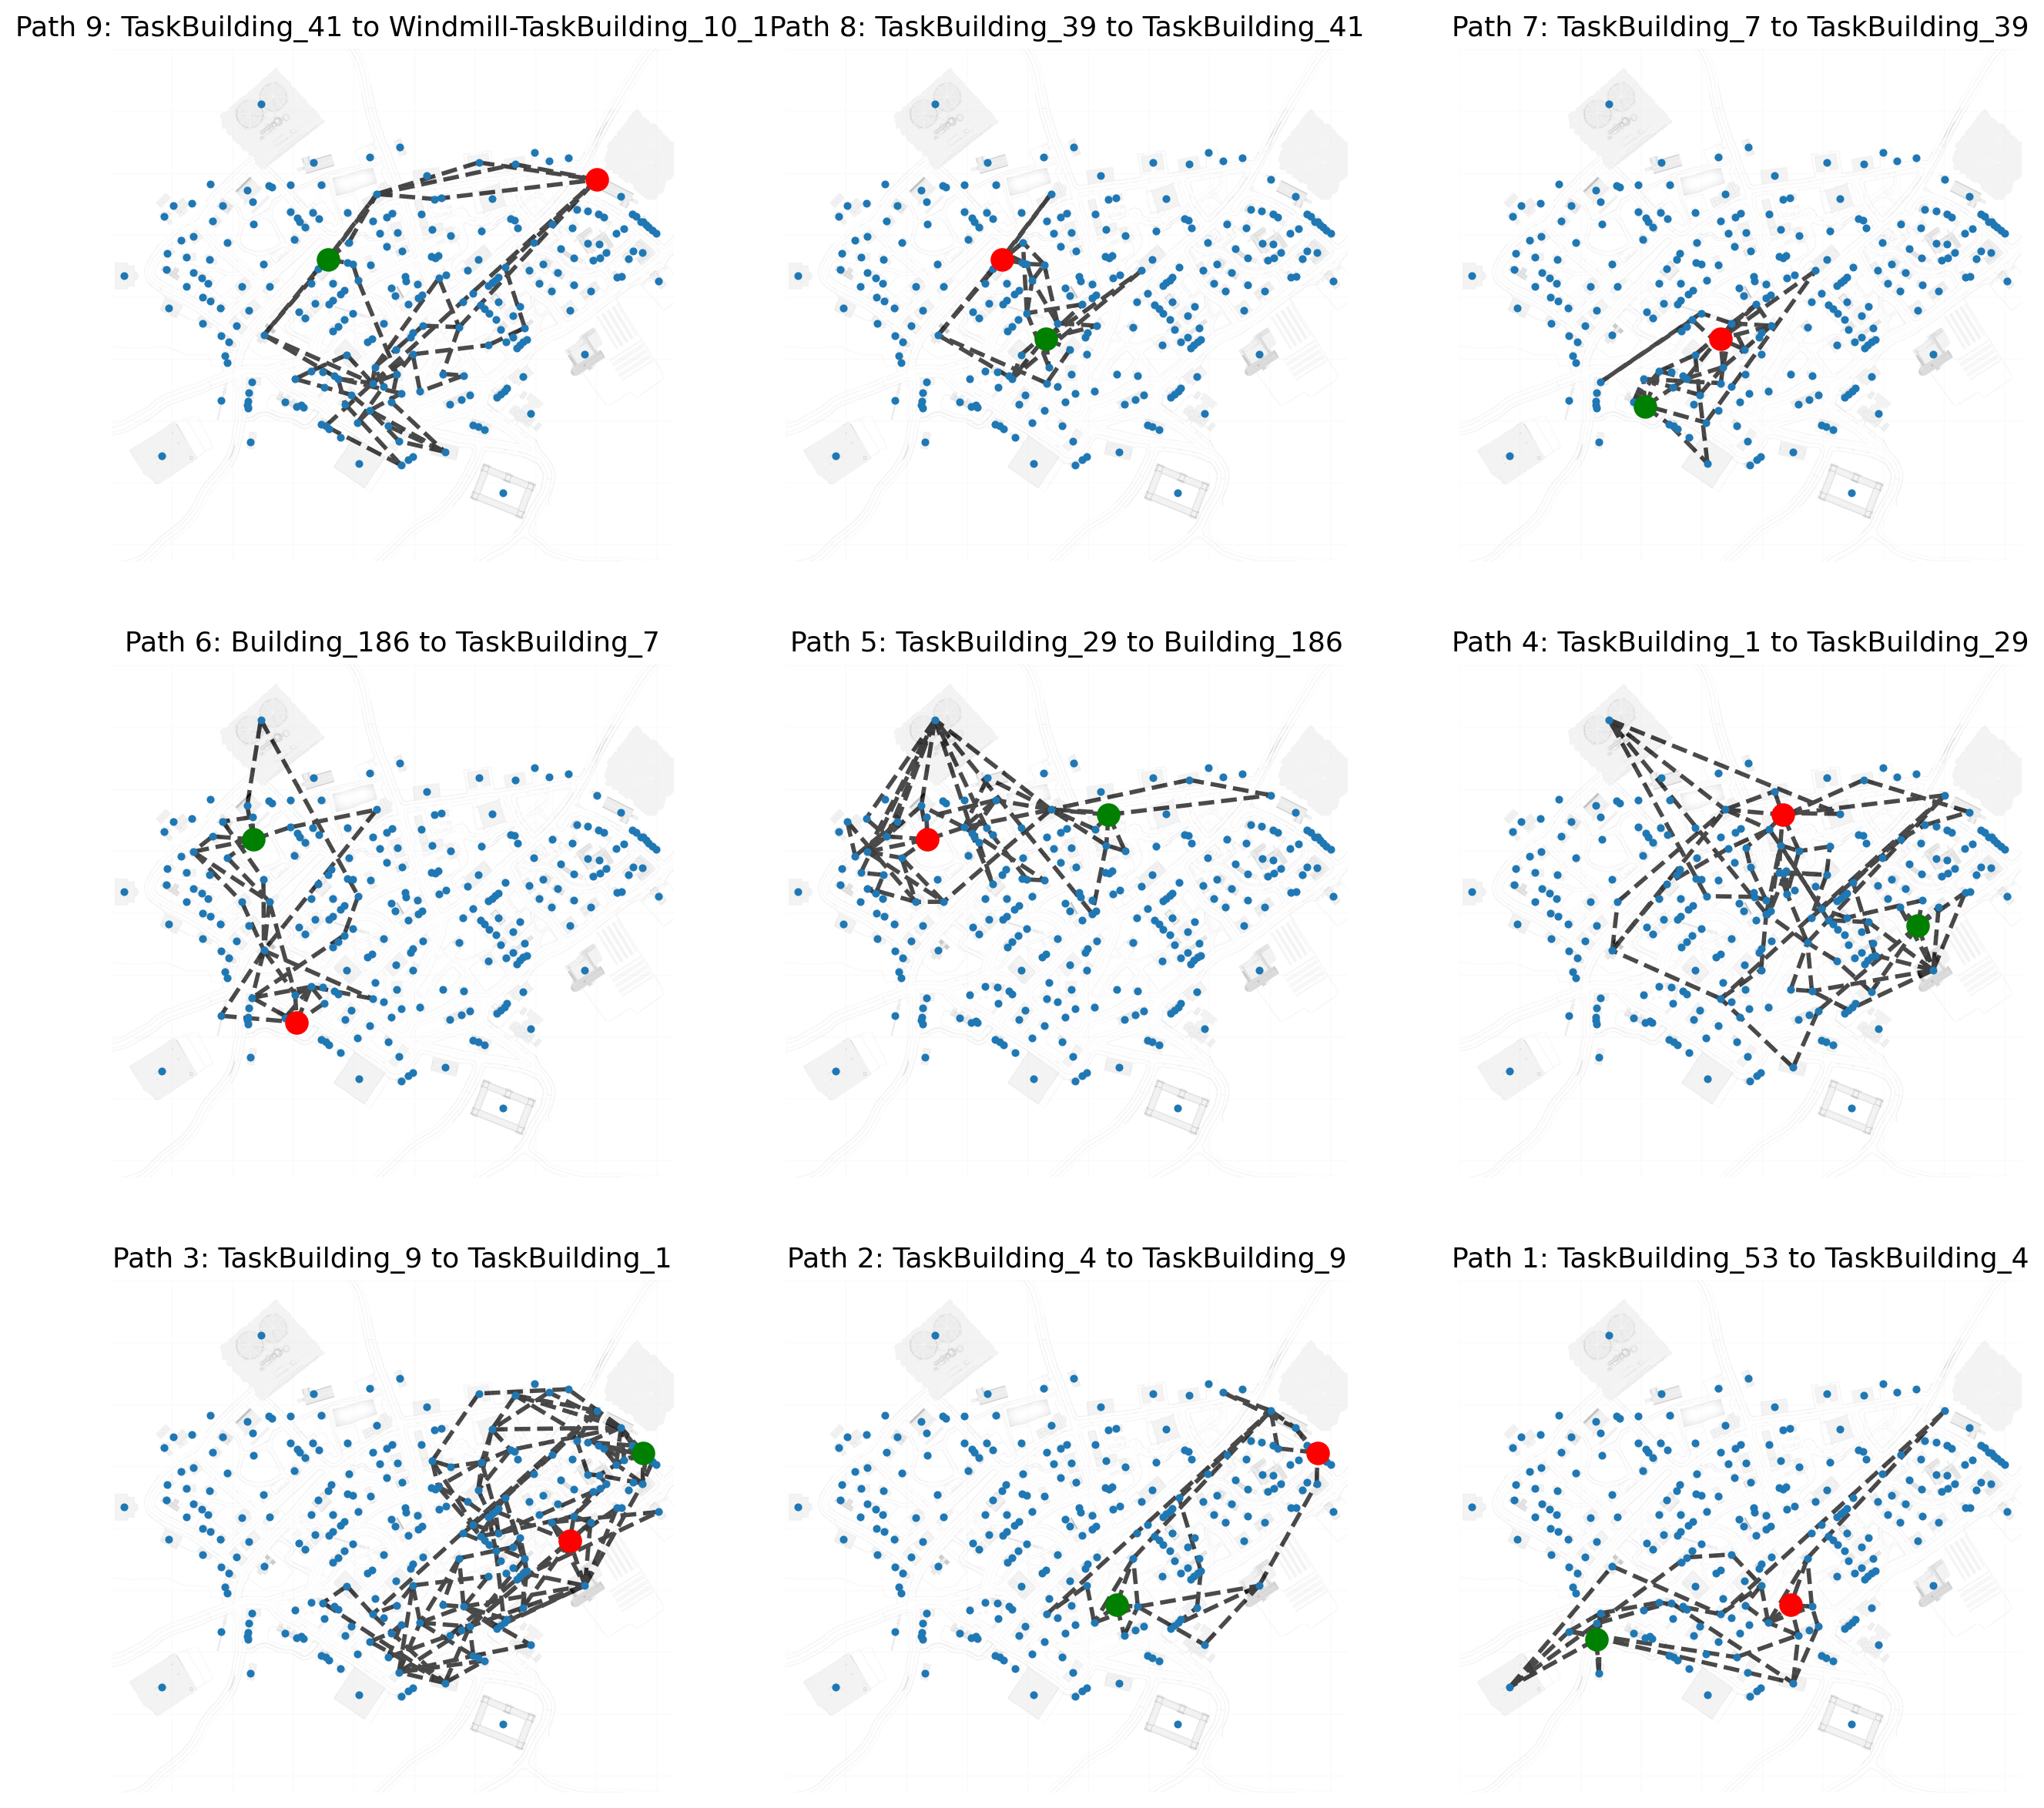 Path 9: TaskBuilding_41 to Windmill-TaskBuilding_10_1
Path 8: TaskBuilding_39 to TaskBuilding_41
Path 7: TaskBuilding_7 to TaskBuilding_39
Path 6: Building_186 to TaskBuilding_7
Path 5: TaskBuilding_29 to Building_186
Path 4: TaskBuilding_1 to TaskBuilding_29
Path 3: TaskBuilding_9 to TaskBuilding_1
Path 2: TaskBuilding_4 to TaskBuilding_9
Path 1: TaskBuilding_53 to TaskBuilding_4